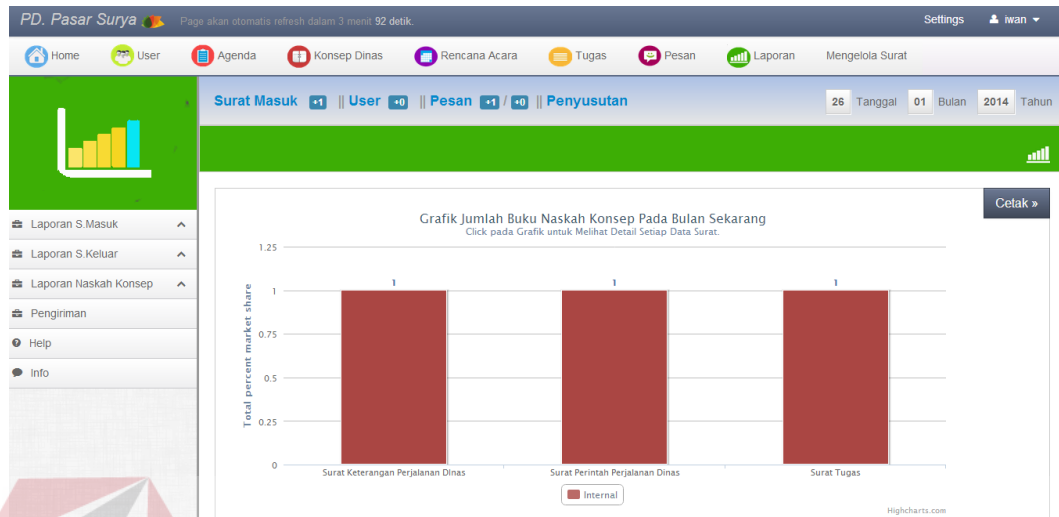 PD. Pasar Surya Page akan otomatis refresh dalam 3 menit 92 detik. Settings iwan
Home User Agenda Konsep Dinas Rencana Acara Tugas Pesan Laporan Mengelola Surat
Surat Masuk +1 || User +0 || Pesan +1 / +0 || Penyusutan 26 Tanggal 01 Bulan 2014 Tahun
Cetak »
Laporan S.Masuk
Laporan S.Keluar
Laporan Naskah Konsep
Pengiriman
Help
Info
Grafik Jumlah Buku Naskah Konsep Pada Bulan Sekarang
Click pada Grafik untuk Melihat Detail Setiap Data Surat.
Total percent market share
1.25
1
0.75
0.5
0.25
0
1 1 1
Surat Keterangan Perjalanan DInas Surat Perintah Perjalanan Dinas Surat Tugas
Internal
Highcharts.com